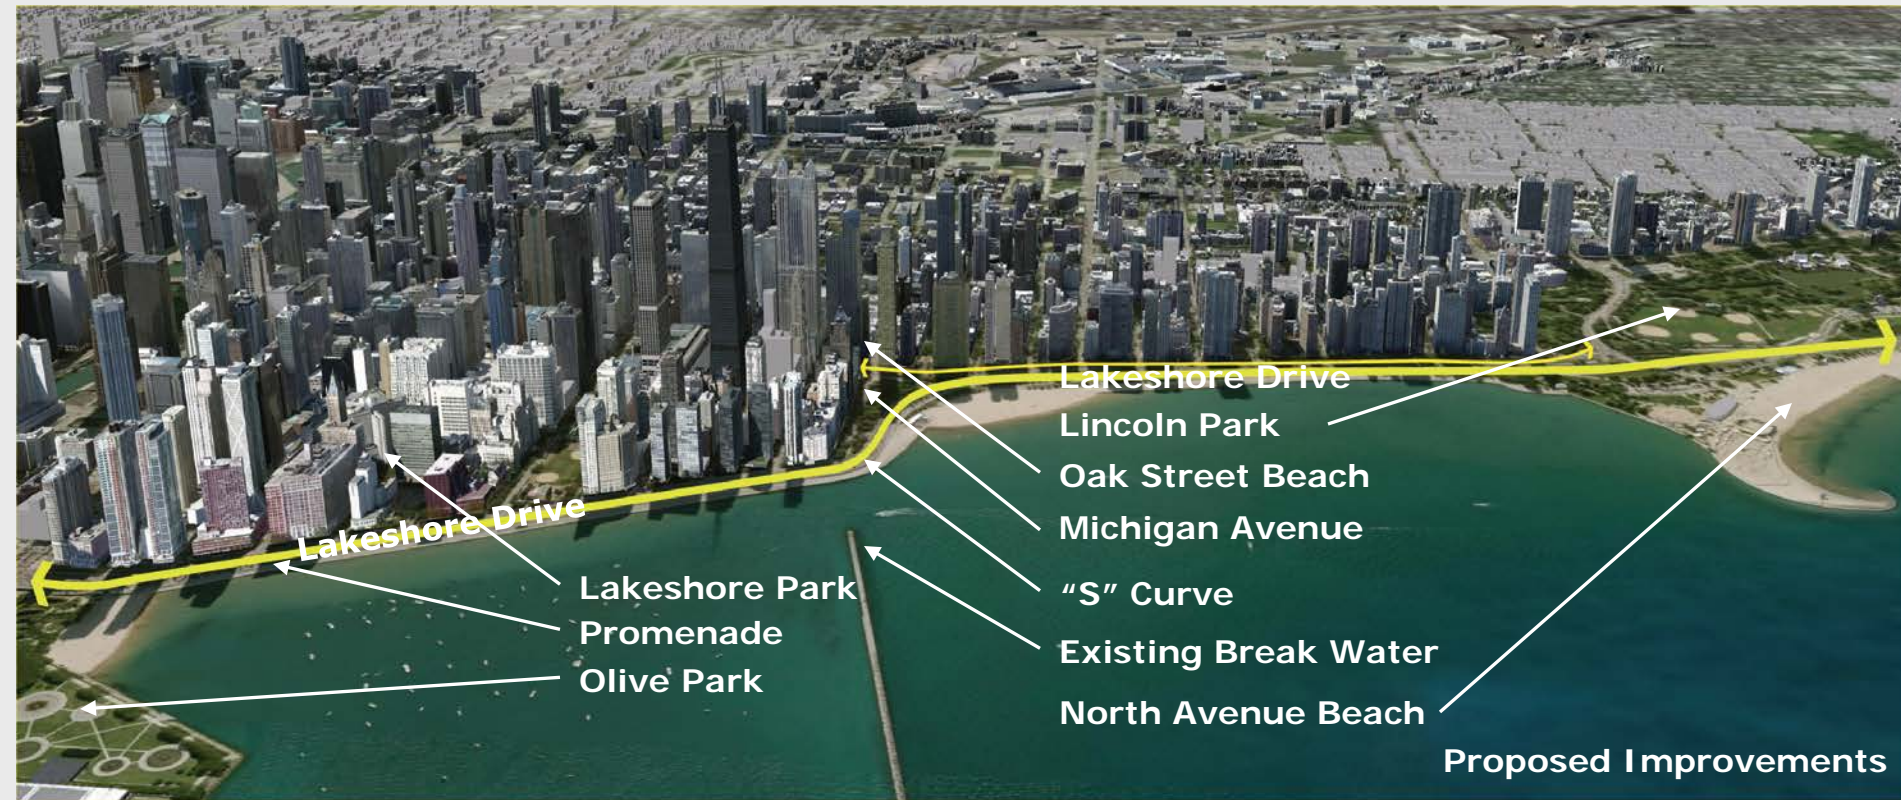 Lakeshore Drive
Lincoln Park
Oak Street Beach
Michigan Avenue
“S” Curve
Existing Break Water
North Avenue Beach
Lakeshore Drive
Lakeshore Park
Promenade
Olive Park
Proposed Improvements